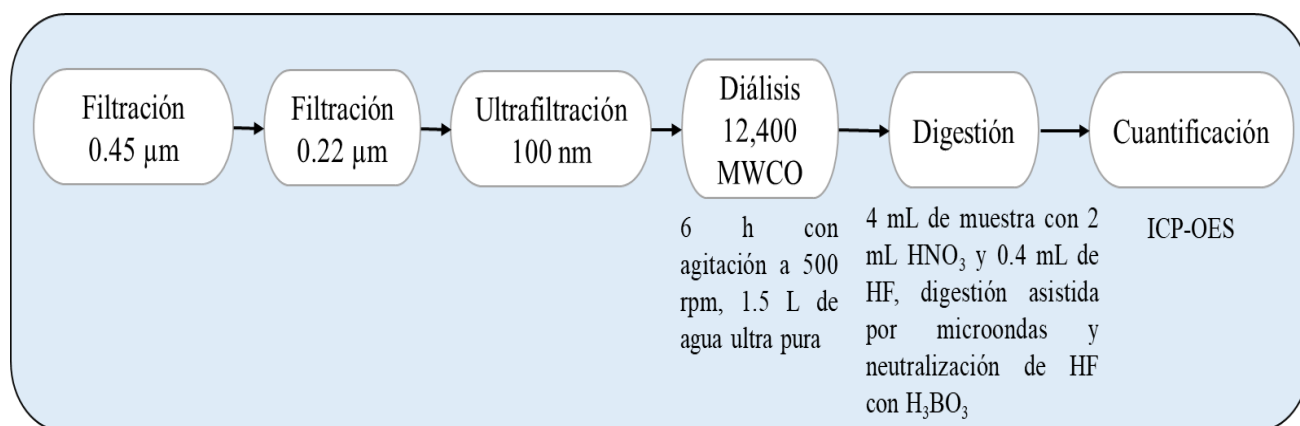 Filtración
0.45 µm
Filtración
0.22 µm
Ultrafiltración
100 nm
Diálisis
12,400
MWCO
Digestión
Cuantificación
6 h con
agitación a 500
rpm, 1.5 L de
agua ultra pura
4 mL de muestra con 2
mL HNO₃ y 0.4 mL de
HF, digestión asistida
por microondas y
neutralización de HF
con H₃BO₃
ICP-OES